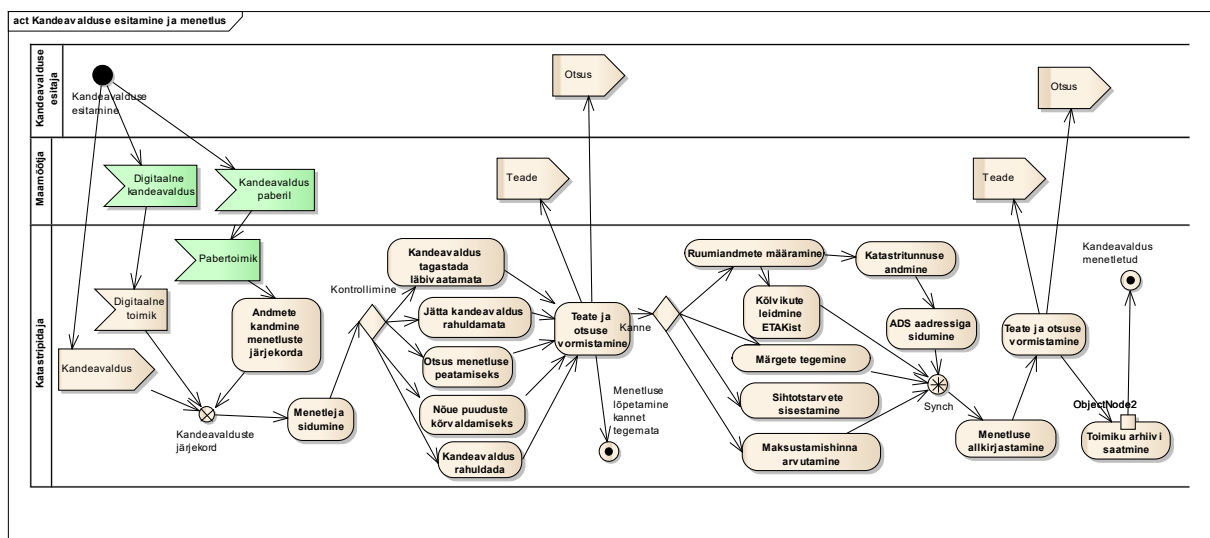 act Kandeavalduse esitamine ja menetlus
Kandeavalduse
esitaja
Kandeavalduse
esitamine
Otsus
Otsus
Maamõõtja
Digitaalne
kandeavaldus
Kandeavaldus
paberil
Teade
Teade
Katastripidaja
Pabertoimik
Digitaalne
toimik
Kandeavaldus
Andmete
kandmine
menetluste
järjekorda
Kandeavalduste
järjekord
Menetleja
sidumine
Kontrollimine
Kandeavaldus
tagastada
läbivaatamata
Jätta kandeavaldus
rahuldamata
Otsus menetluse
peatamiseks
Nõue puuduste
kõrvaldamiseks
Kandeavaldus
rahuldada
Teate ja
otsuse
vormistamine
Menetluse
lõpetamine
kannet
tegemata
Kanne
Ruumiandmete määramine
Kõlvikute
leidmine
ETAKist
Märgete tegemine
Sihtotstarvete
sisestamine
Maksustamishinna
arvutamine
Katastritunnuse
andmine
ADS aadressiga
sidumine
Synch
Menetluse
allkirjastamine
Teate ja otsuse
vormistamine
Kandeavaldus
menetletud
ObjectNode2
Toimiku arhiivi
saatmine